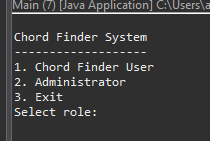 Main (7) [Java Application] C:\Users\a
Chord Finder System
-------------------
1. Chord Finder User
2. Administrator
3. Exit
Select role: